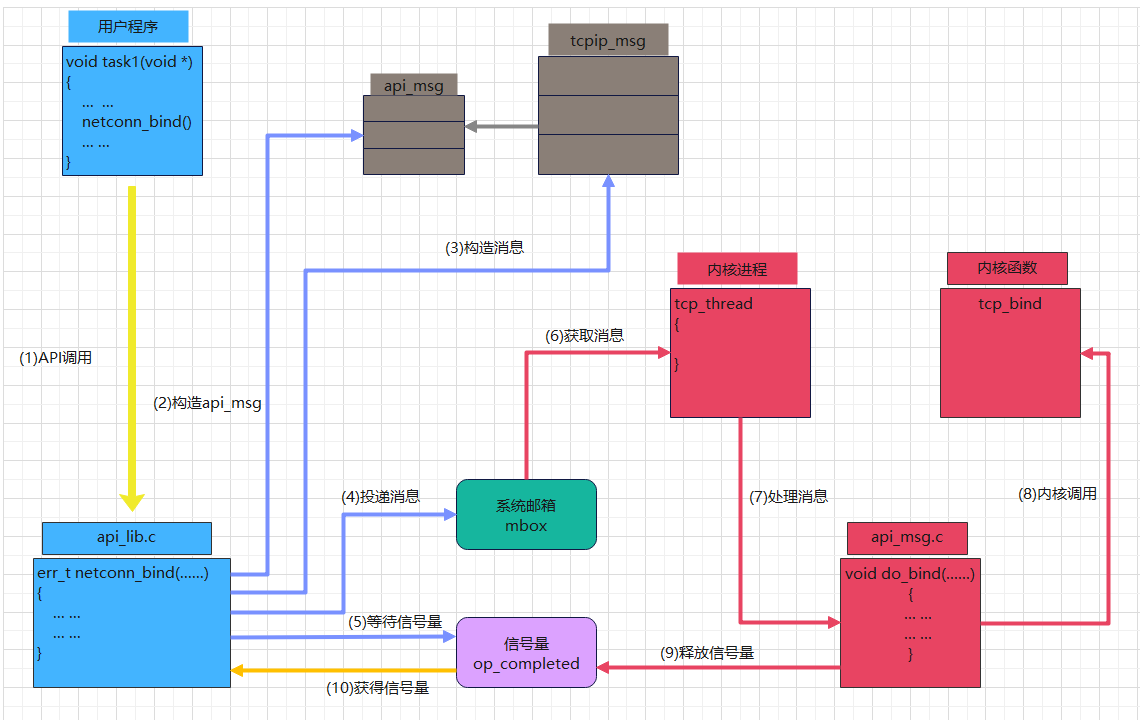 用户程序
void task1(void *)
{
... ...
netconn_bind()
... ...
}
api_msg
tcpip_msg
(3)构造消息
内核进程
tcp_thread
{
}
内核函数
tcp_bind
(6)获取消息
(1)API调用
(2)构造api_msg
(4)投递消息
系统邮箱
mbox
(7)处理消息
(8)内核调用
api_lib.c
err_t netconn_bind(......)
{
... ...
... ...
}
(5)等待信号量
信号量
op_completed
(10)获得信号量
(9)释放信号量
api_msg.c
void do_bind(......)
{
... ...
... ...
}